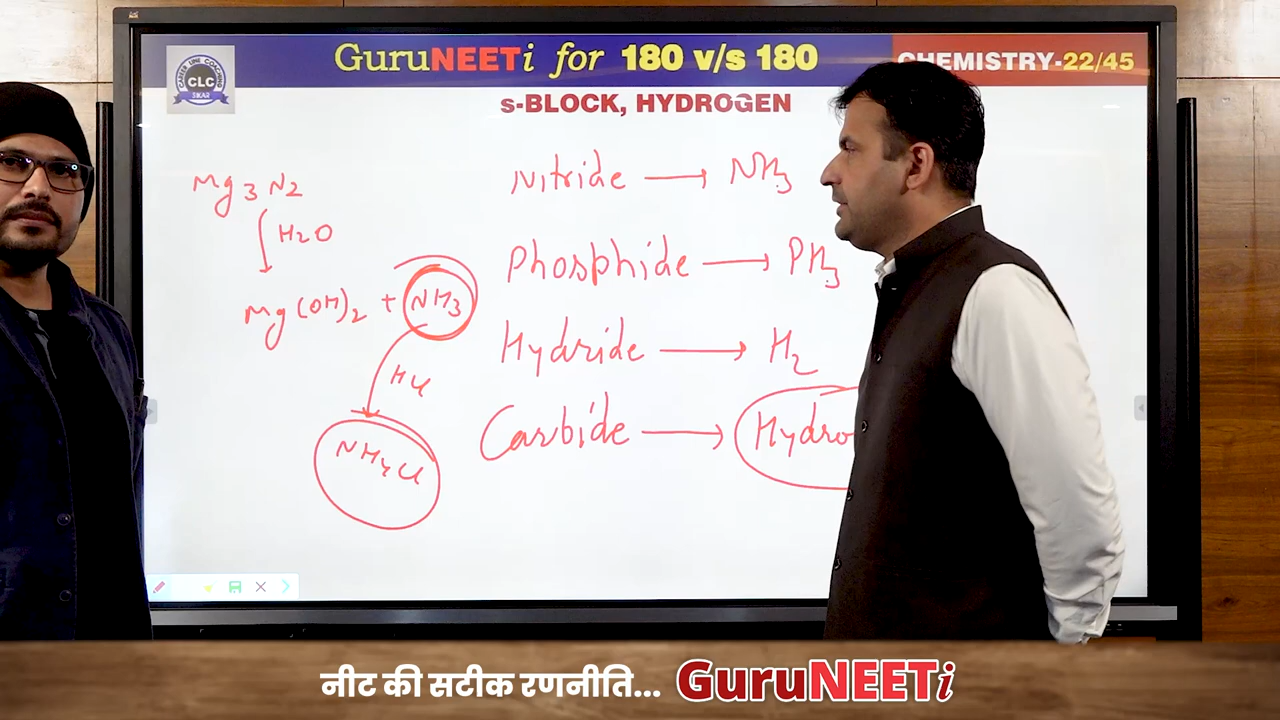 GuruNEETi for 180 v/s 180
CHEMISTRY-22/45
CLC
SIKAR
s-BLOCK, HYDROGEN
Mg3N2
H2O
Mg(OH)2 + NH3
HCl
NH4Cl
Nitride → NH3
Phosphide → PH3
Hydride → H2
Carbide → Hydro
नीट की सटीक रणनीति... GuruNEETi